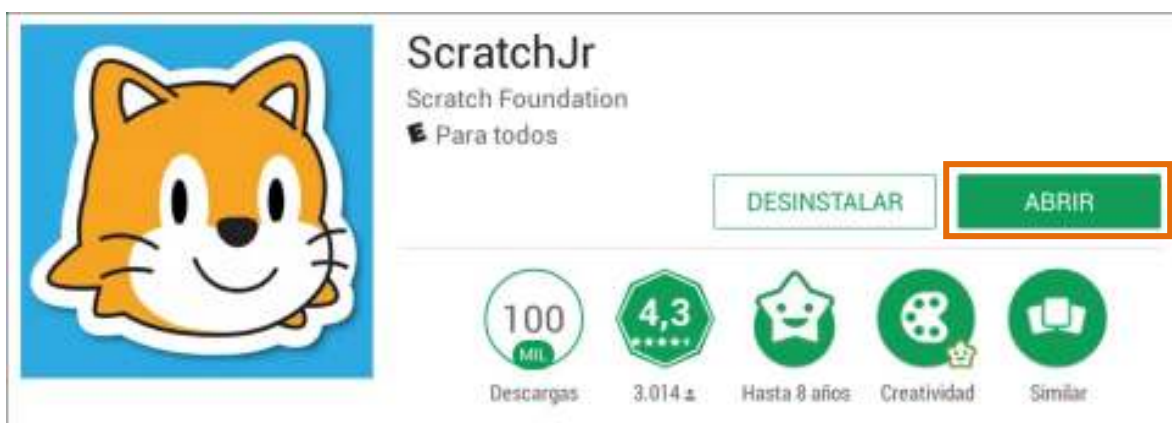 ScratchJr
Scratch Foundation
E Para todos
DESINSTALAR ABRIR
100 4,3
MIL
Descargas 3.014 Hasta 8 años Creatividad Similar